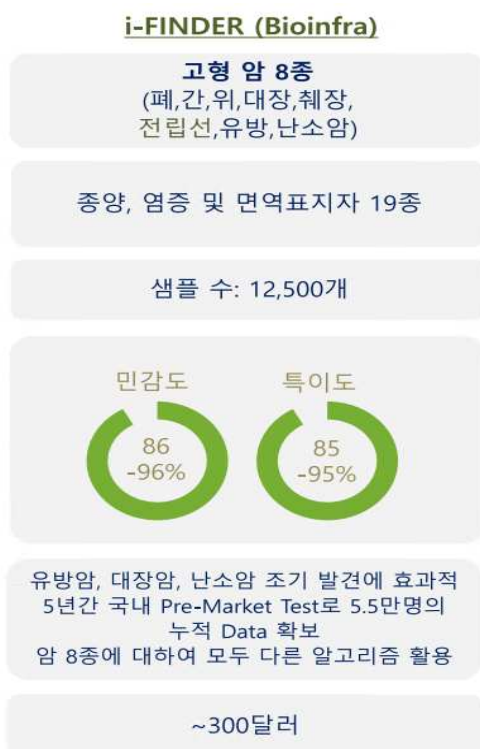 i-FINDER (Bioinfra)
고형 암 8종
(폐,간,위,대장,췌장,
전립선,유방,난소암)
종양, 염증 및 면역표지자 19종
샘플 수: 12,500개
민감도
86
-96%
특이도
85
-95%
유방암, 대장암, 난소암 조기 발견에 효과적
5년간 국내 Pre-Market Test로 5.5만명의
누적 Data 확보
암 8종에 대하여 모두 다른 알고리즘 활용
~300달러